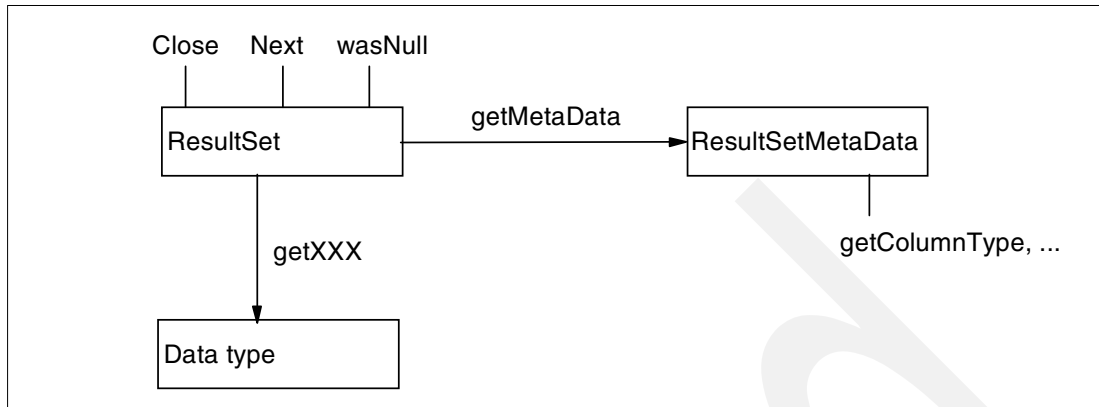 Close Next wasNull
getMetaData
ResultSet ResultSetMetaData
getColumnType, ...
getXXX
Data type